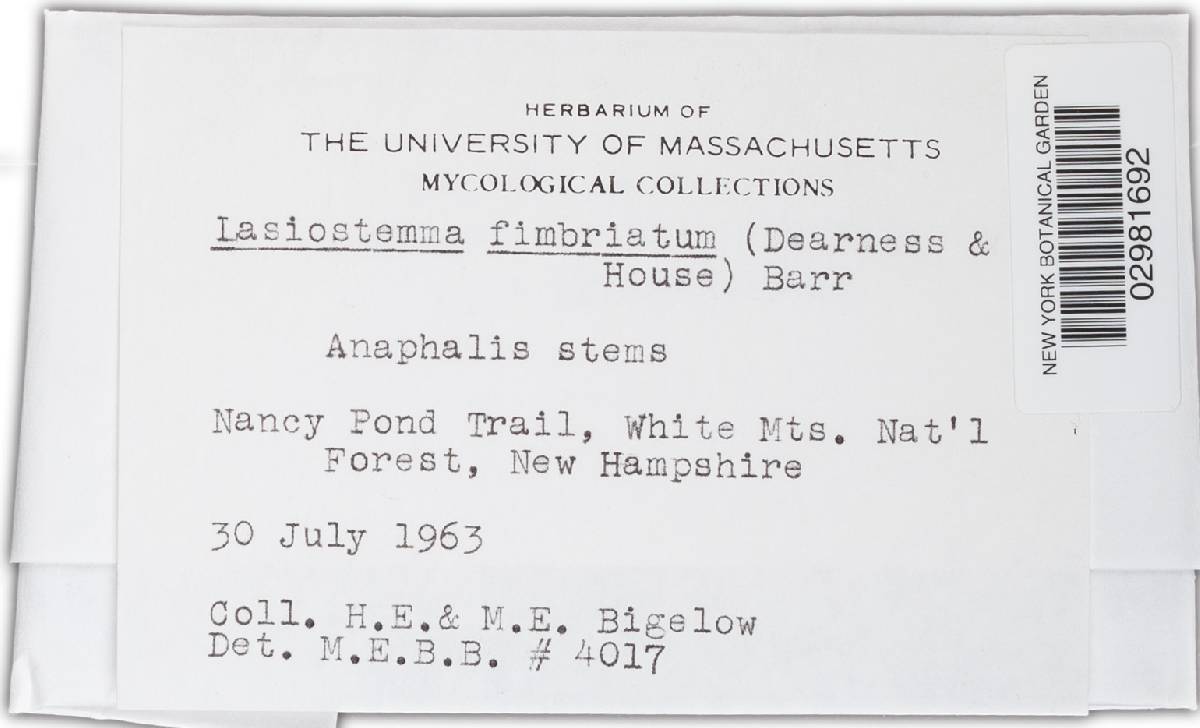 HERBARIUM OF
THE UNIVERSITY OF MASSACHUSETTS
MYCOLOGICAL COLLECTIONS
Lasiostemma fimbriatum (Dearness &
House) Barr
Anaphalis stems
Nancy Pond Trail, White Mts. Nat'l
Forest, New Hampshire
30 July 1963
Coll. H.E.& M.E. Bigelow
Det. M.E.B.B. # 4017
NEW YORK BOTANICAL GARDEN
02981692